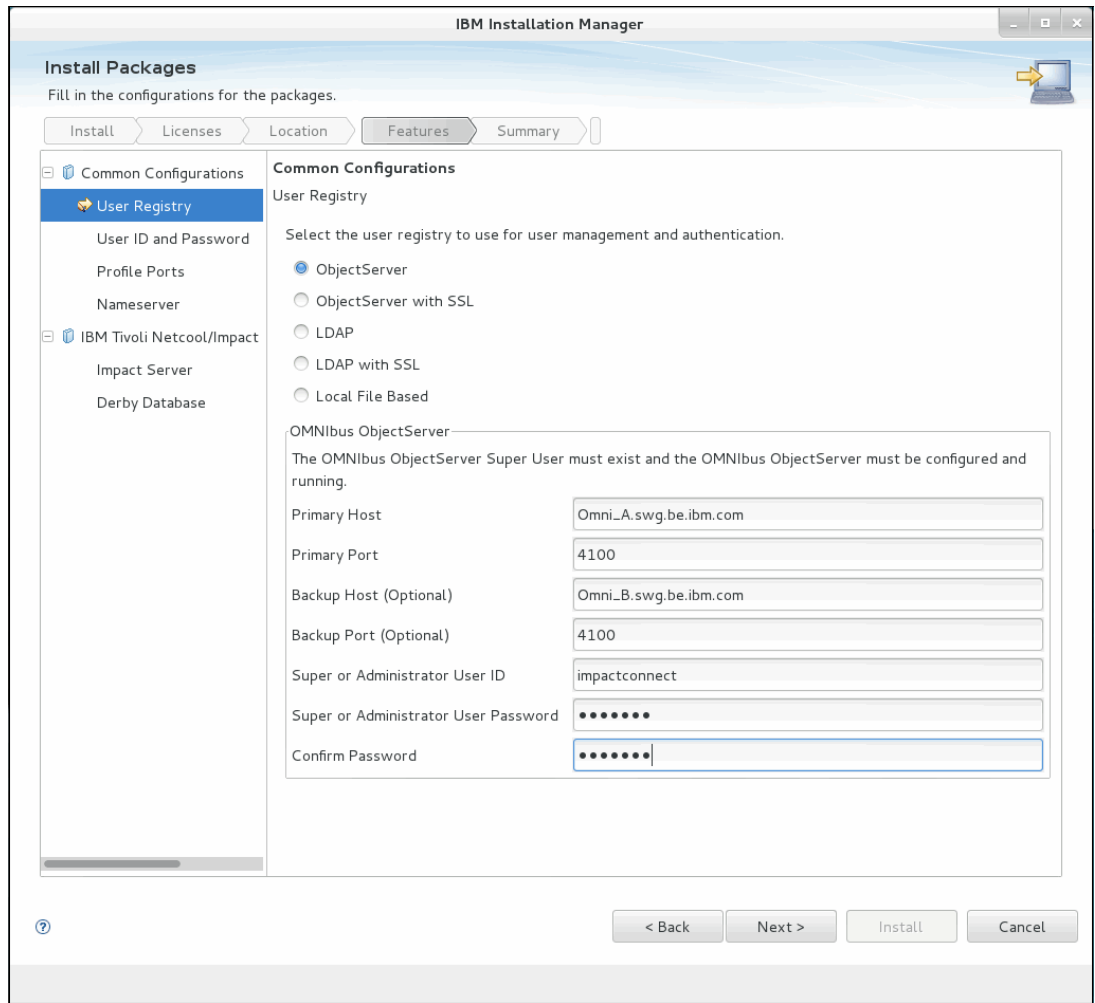 IBM Installation Manager
Install Packages
Fill in the configurations for the packages.
Install
Licenses
Location
Features
Summary
Common Configurations
User Registry
User ID and Password
Profile Ports
Nameserver
IBM Tivoli Netcool/Impact
Impact Server
Derby Database
Common Configurations
User Registry
Select the user registry to use for user management and authentication.
ObjectServer
ObjectServer with SSL
LDAP
LDAP with SSL
Local File Based
OMNIbus ObjectServer
The OMNIbus ObjectServer Super User must exist and the OMNIbus ObjectServer must be configured and
running.
Primary Host
Omni_A.swg.be.ibm.com
Primary Port
4100
Backup Host (Optional)
Omni_B.swg.be.ibm.com
Backup Port (Optional)
4100
Super or Administrator User ID
impactconnect
Super or Administrator User Password
•••••••
Confirm Password
•••••••
?
< Back
Next >
Install
Cancel